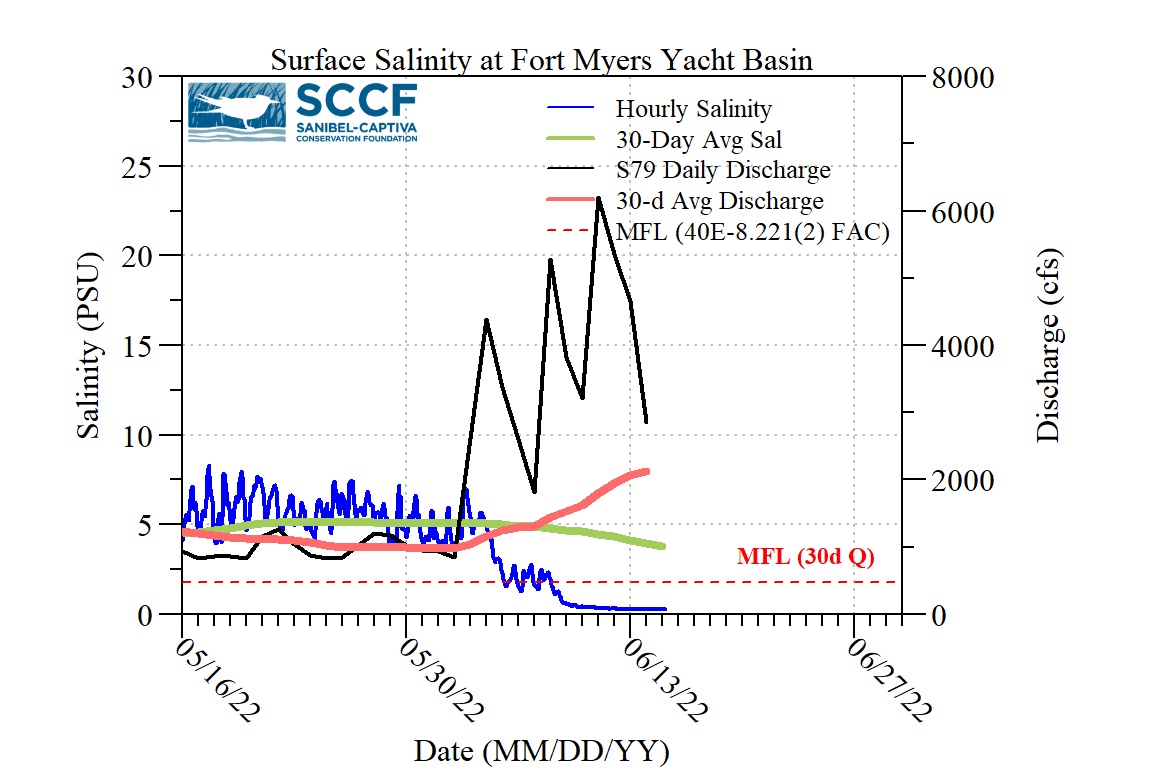 Surface Salinity at Fort Myers Yacht Basin
SCCF
SANIBEL-CAPTIVA
CONSERVATION FOUNDATION
Hourly Salinity
30-Day Avg Sal
S79 Daily Discharge
30-d Avg Discharge
MFL (40E-8.221(2) FAC)
30
25
20
15
10
5
0
Salinity (PSU)
8000
6000
4000
2000
0
Discharge (cfs)
MFL (30d Q)
05/16/22
05/30/22
06/13/22
06/27/22
Date (MM/DD/YY)